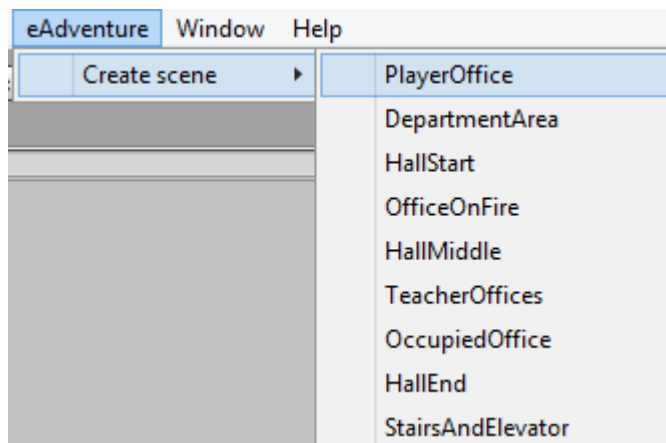 eAdventure Window Help
Create scene PlayerOffice
DepartmentArea
HallStart
OfficeOnFire
HallMiddle
TeacherOffices
OccupiedOffice
HallEnd
StairsAndElevator